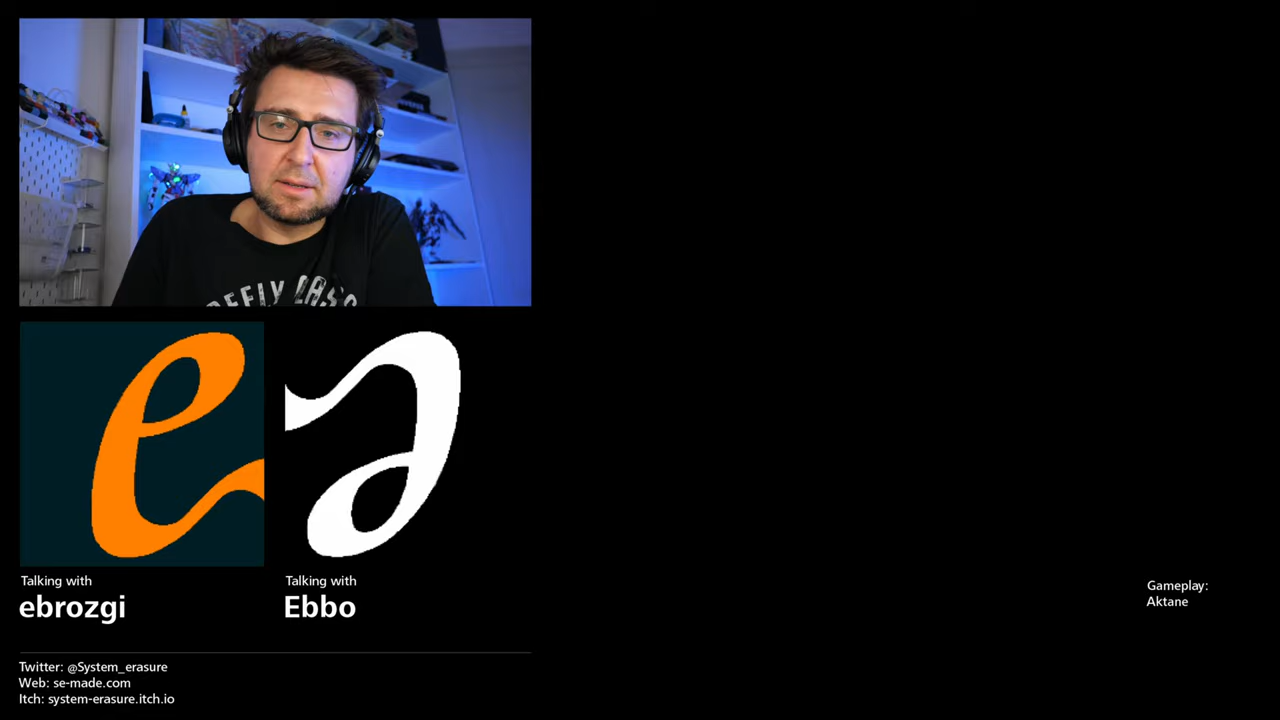 Talking with
ebrozgi
Talking with
Ebbo
Gameplay:
Aktane
Twitter: @System_erasure
Web: se-made.com
Itch: system-erasure.itch.io